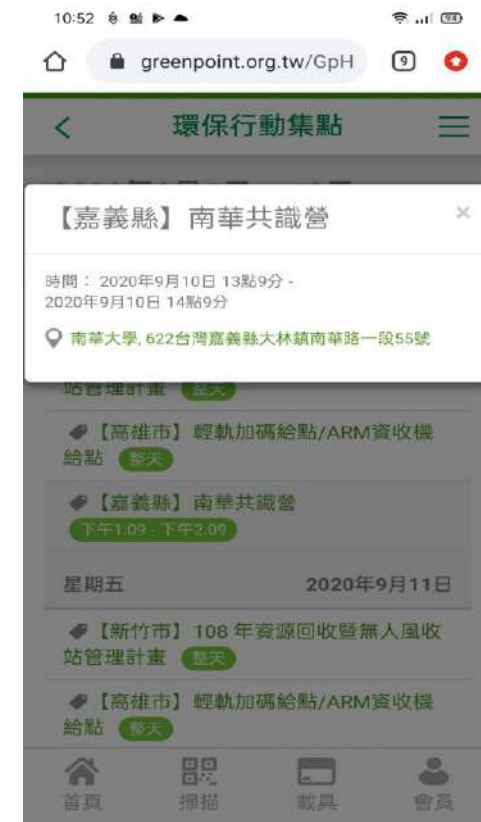 10:52
94
greenpoint.org.tw/GpH
9
環保行動集點
【嘉義縣】南華共識營
×
時間： 2020年9月10日 13點9分 -
2020年9月10日 14點9分
南華大學, 622台灣嘉義縣大林鎮南華路一段55號
站管理計畫 整天
【高雄市】輕軌加碼給點/ARM資收機
給點 整天
【嘉義縣】南華共識營
下午1:09 - 下午2:09
星期五 2020年9月11日
【新竹市】108 年資源回收暨無人風收
站管理計畫 整天
【高雄市】輕軌加碼給點/ARM資收機
給點 整天
首頁 掃描 載具 會員